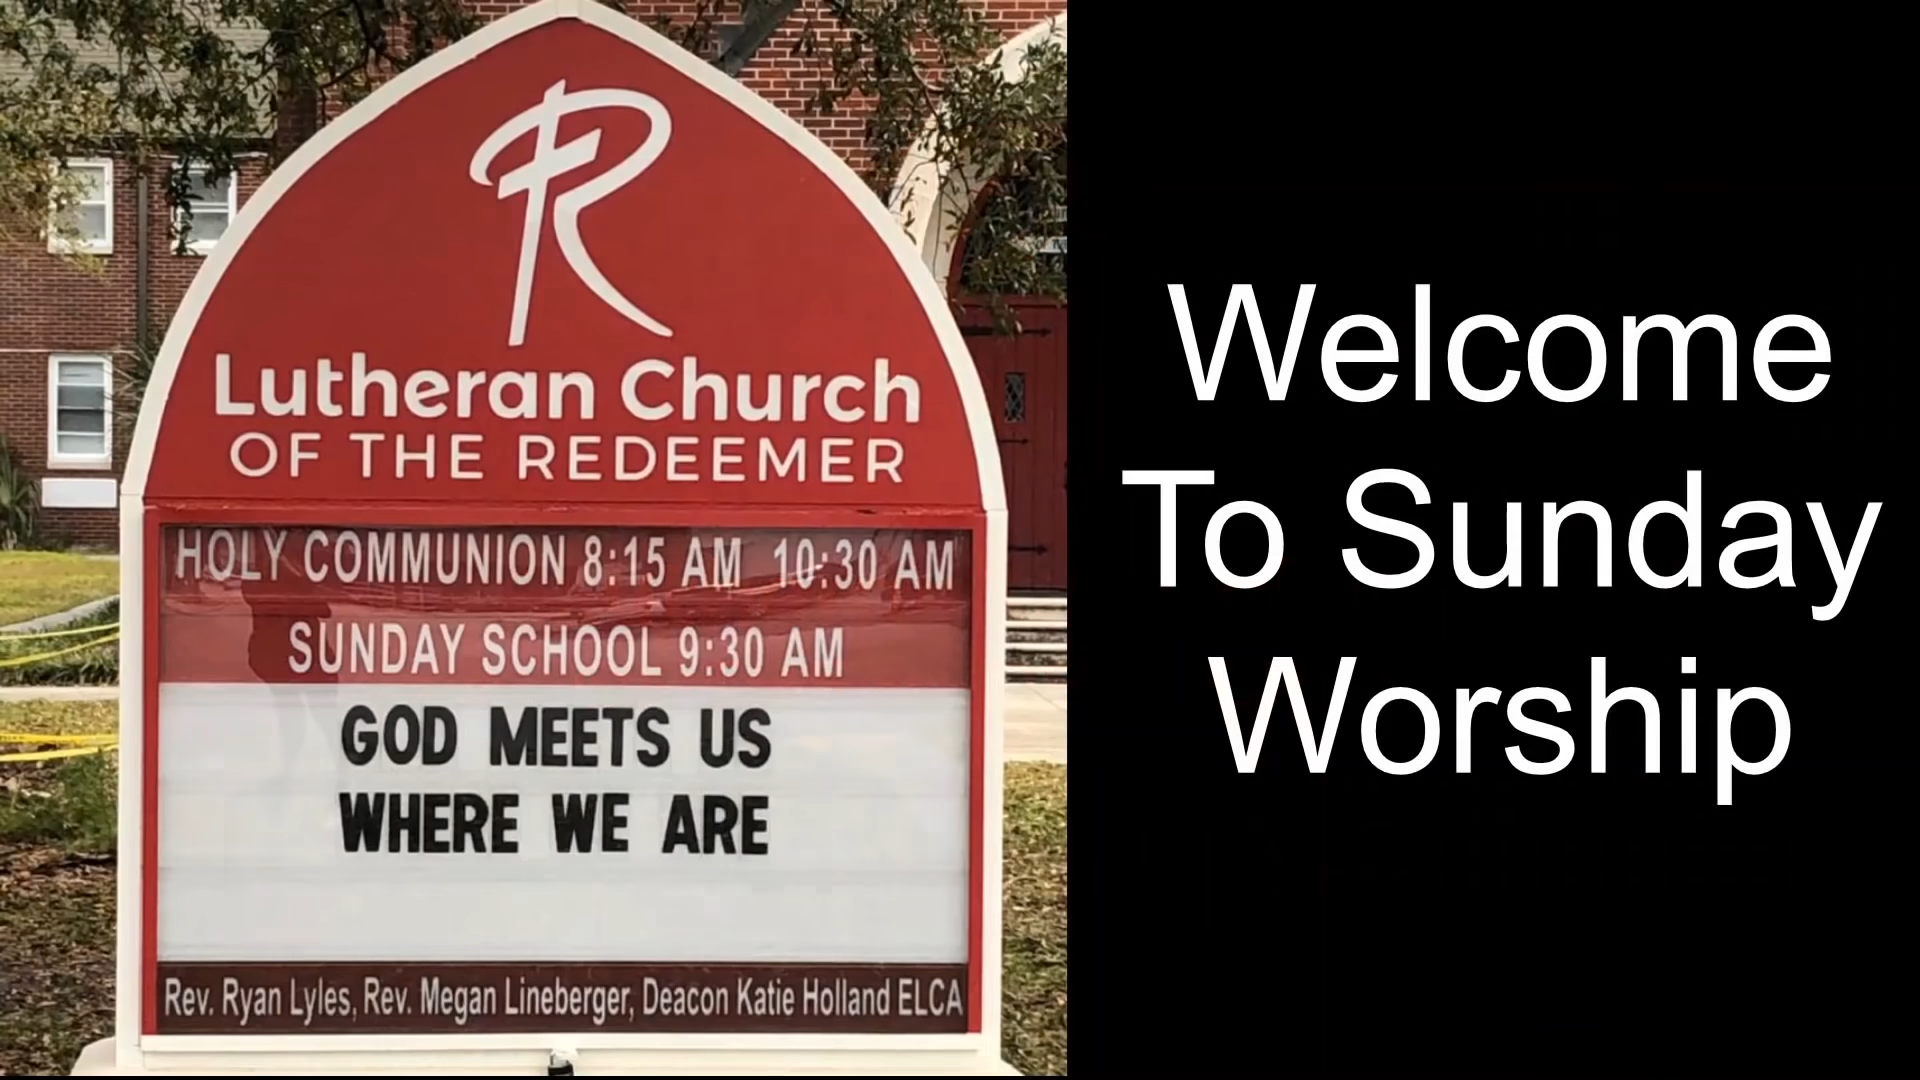 Lutheran Church
OF THE REDEEMER
HOLY COMMUNION 8:15 AM 10:30 AM
SUNDAY SCHOOL 9:30 AM
GOD MEETS US
WHERE WE ARE
Rev. Ryan Lyles, Rev. Megan Lineberger, Deacon Katie Holland ELCA
Welcome
To Sunday
Worship